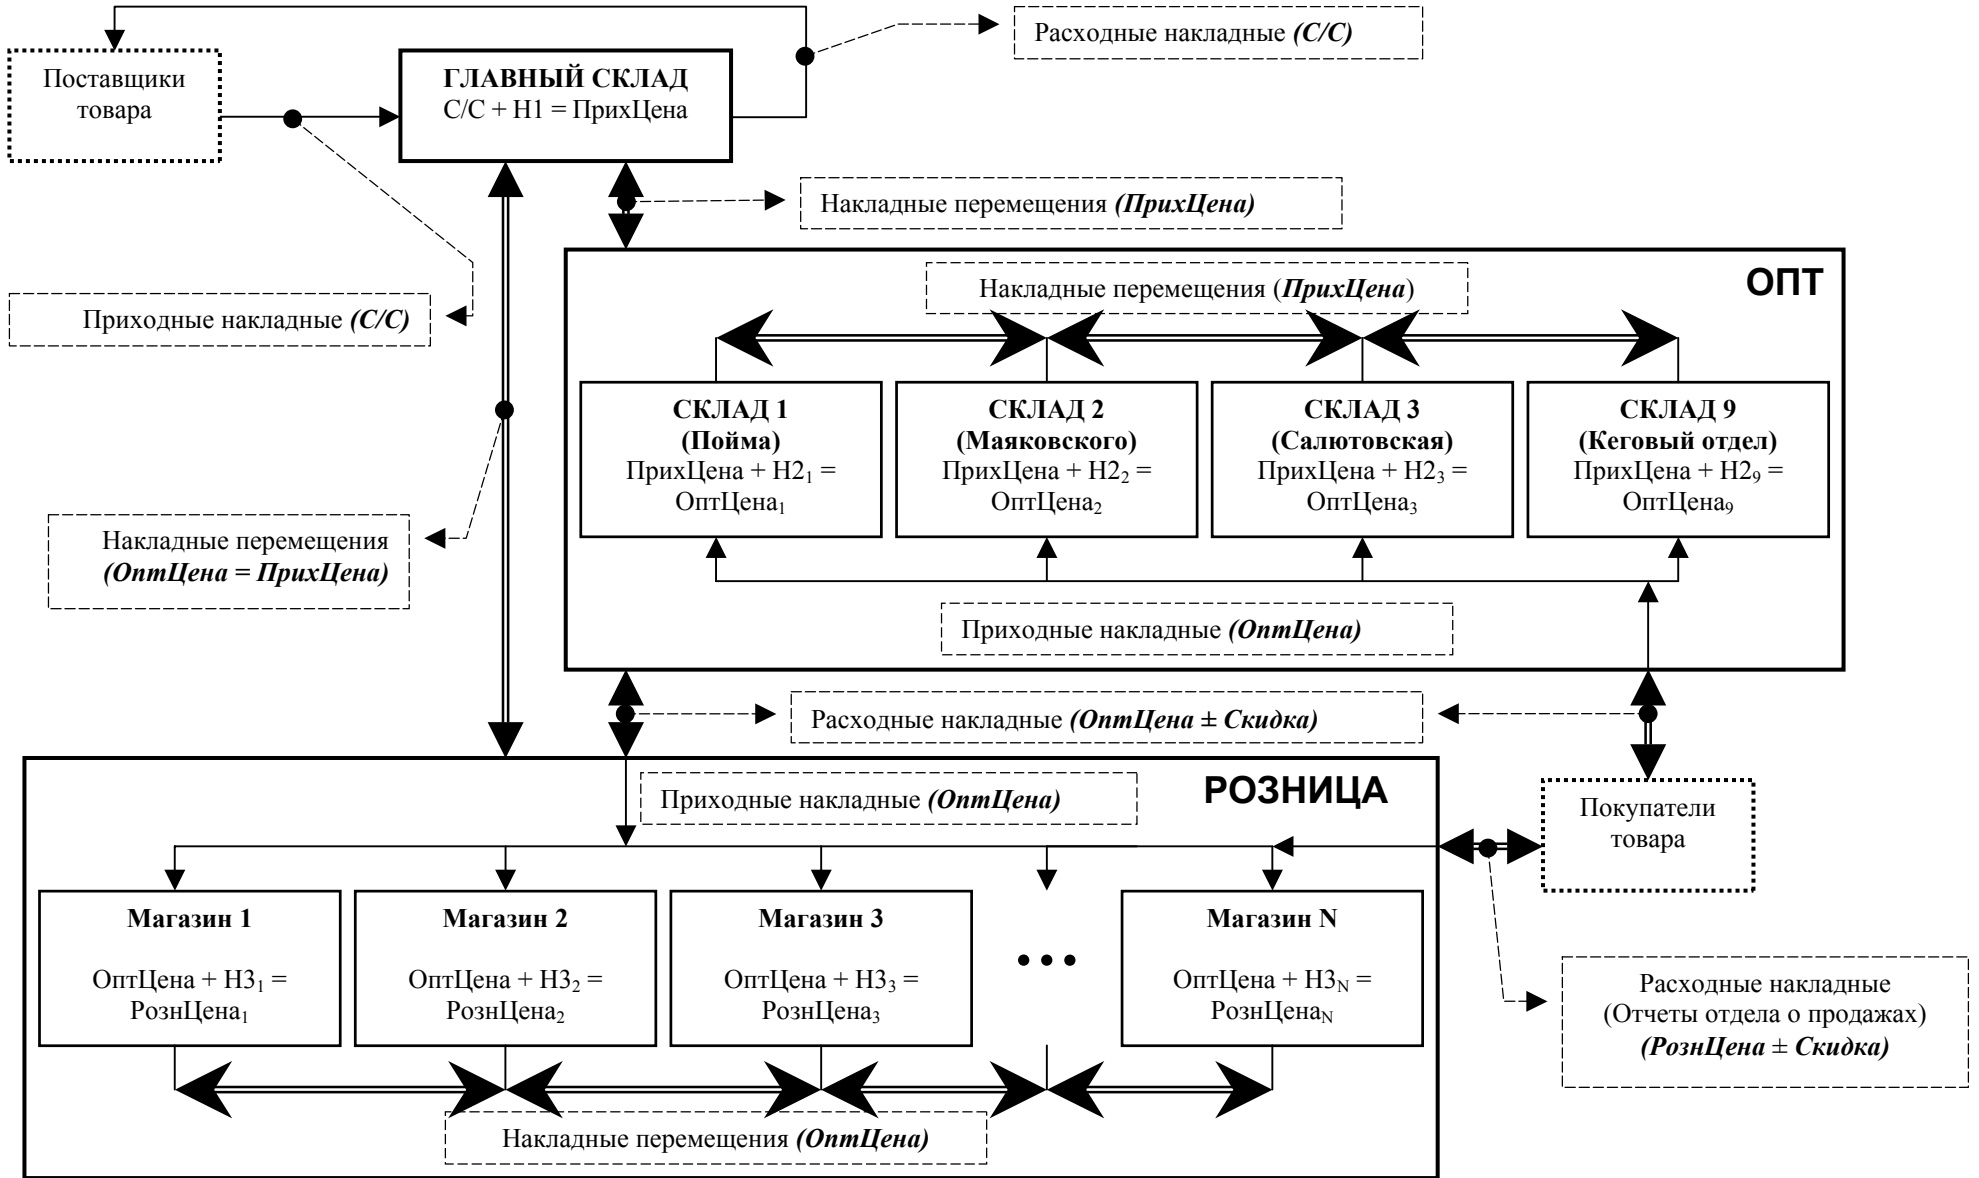 Расходные накладные (С/С)
Поставщики
товара
ГЛАВНЫЙ СКЛАД
С/С + Н1 = ПрихЦена
Накладные перемещения (ПрихЦена)
ОПТ
Накладные перемещения (ПрихЦена)
Приходные накладные (С/С)
СКЛАД 1
(Пойма)
ПрихЦена + Н2₁ =
ОптЦена₁
СКЛАД 2
(Маяковского)
ПрихЦена + Н2₂ =
ОптЦена₂
СКЛАД 3
(Салютовская)
ПрихЦена + Н2₃ =
ОптЦена₃
СКЛАД 9
(Кеговый отдел)
ПрихЦена + Н2₉ =
ОптЦена₉
Накладные перемещения
(ОптЦена = ПрихЦена)
Приходные накладные (ОптЦена)
Расходные накладные (ОптЦена ± Скидка)
РОЗНИЦА
Приходные накладные (ОптЦена)
Покупатели
товара
Магазин 1
ОптЦена + Н3₁ =
РознЦена₁
Магазин 2
ОптЦена + Н3₂ =
РознЦена₂
Магазин 3
ОптЦена + Н3₃ =
РознЦена₃
• • •
Магазин N
ОптЦена + Н3_N =
РознЦена_N
Расходные накладные
(Отчеты отдела о продажах)
(РознЦена ± Скидка)
Накладные перемещения (ОптЦена)